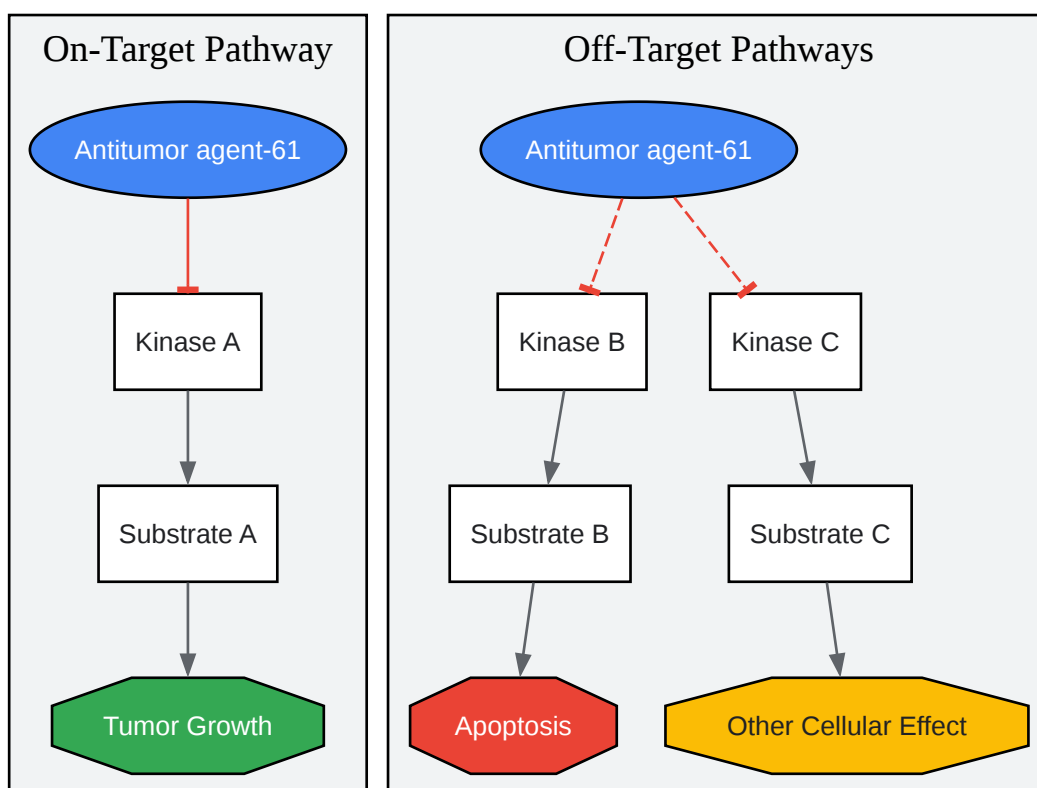 On-Target Pathway
Antitumor agent-61
Kinase A
Substrate A
Tumor Growth
Off-Target Pathways
Antitumor agent-61
Kinase B
Kinase C
Substrate B
Substrate C
Apoptosis
Other Cellular Effect